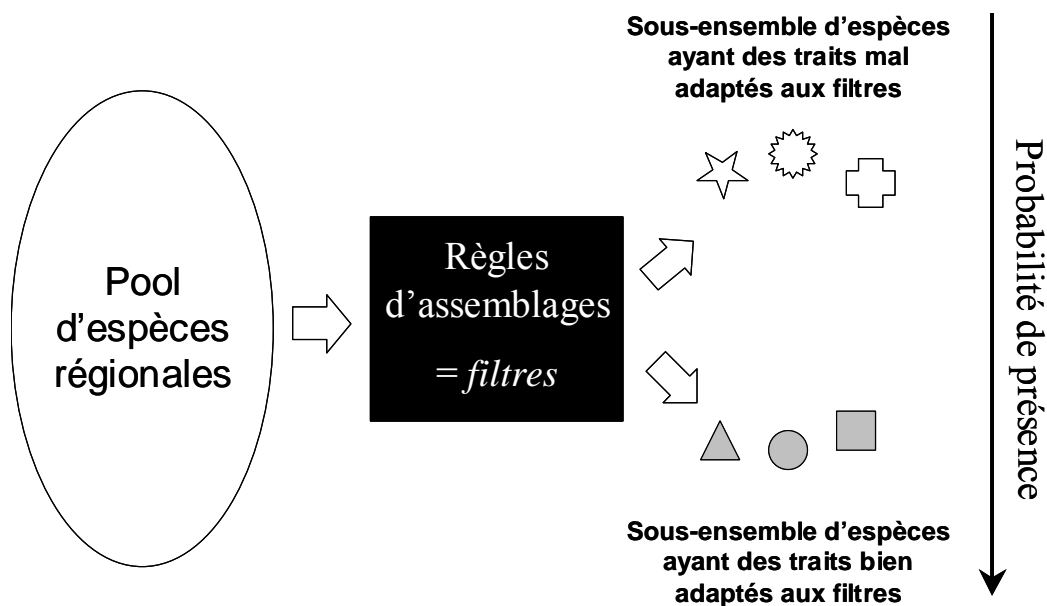 Sous-ensemble d’espèces
ayant des traits mal
adaptés aux filtres
Pool
d’espèces
régionales
Règles
d’assemblages
= filtres
Sous-ensemble d’espèces
ayant des traits bien
adaptés aux filtres
Probabilité de présence